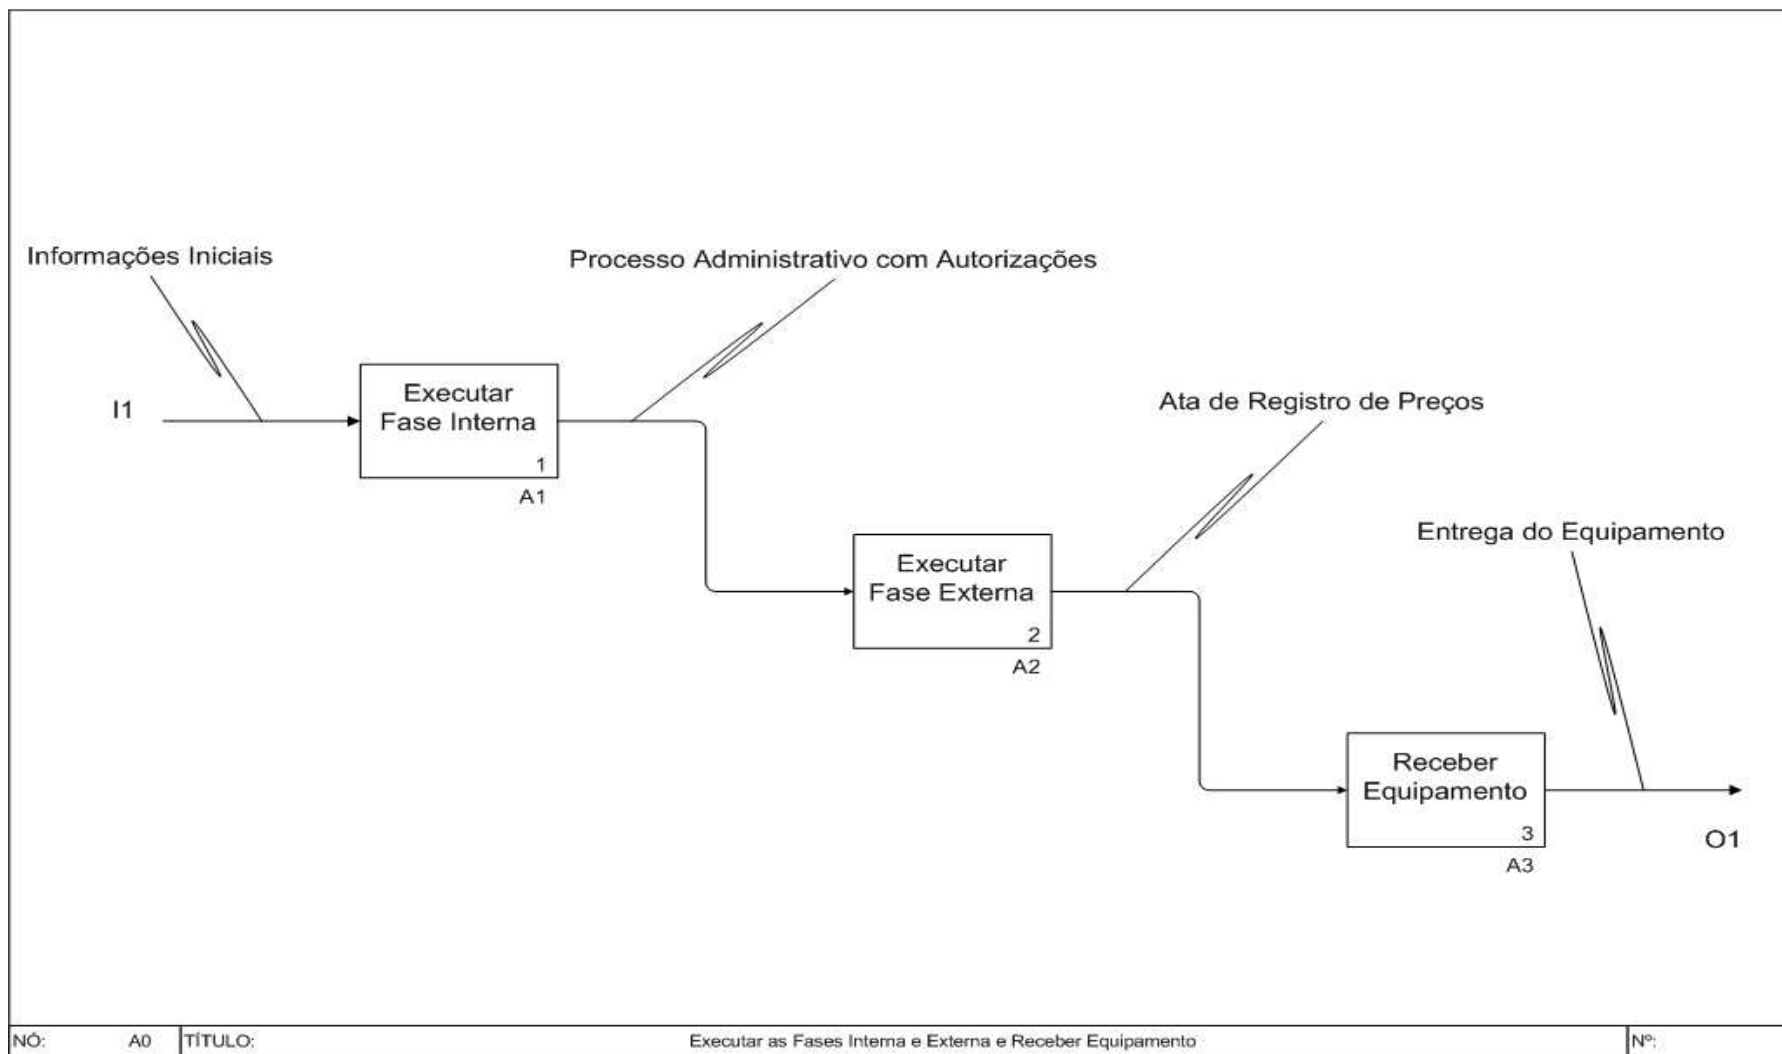 Informações Iniciais
Processo Administrativo com Autorizações
I1
Executar
Fase Interna
1
A1
Ata de Registro de Preços
Executar
Fase Externa
2
A2
Entrega do Equipamento
Receber
Equipamento
3
A3
O1
NÓ: A0 TÍTULO: Executar as Fases Interna e Externa e Receber Equipamento Nº: